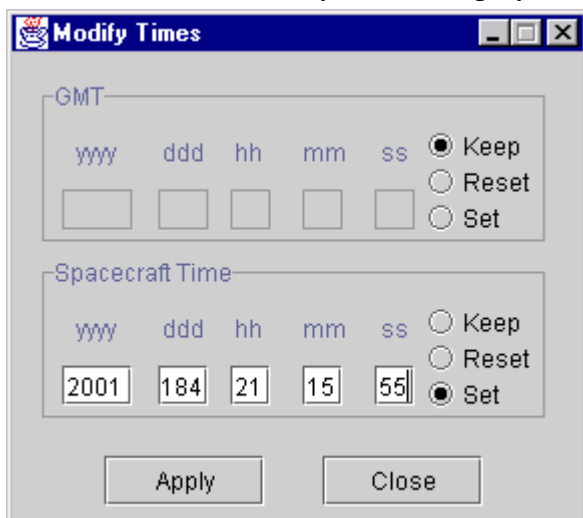 Modify Times
GMT
yyyy ddd hh mm ss Keep
Reset
Set
Spacecraft Time
yyyy ddd hh mm ss Keep
Reset
2001 184 21 15 55 Set
Apply Close